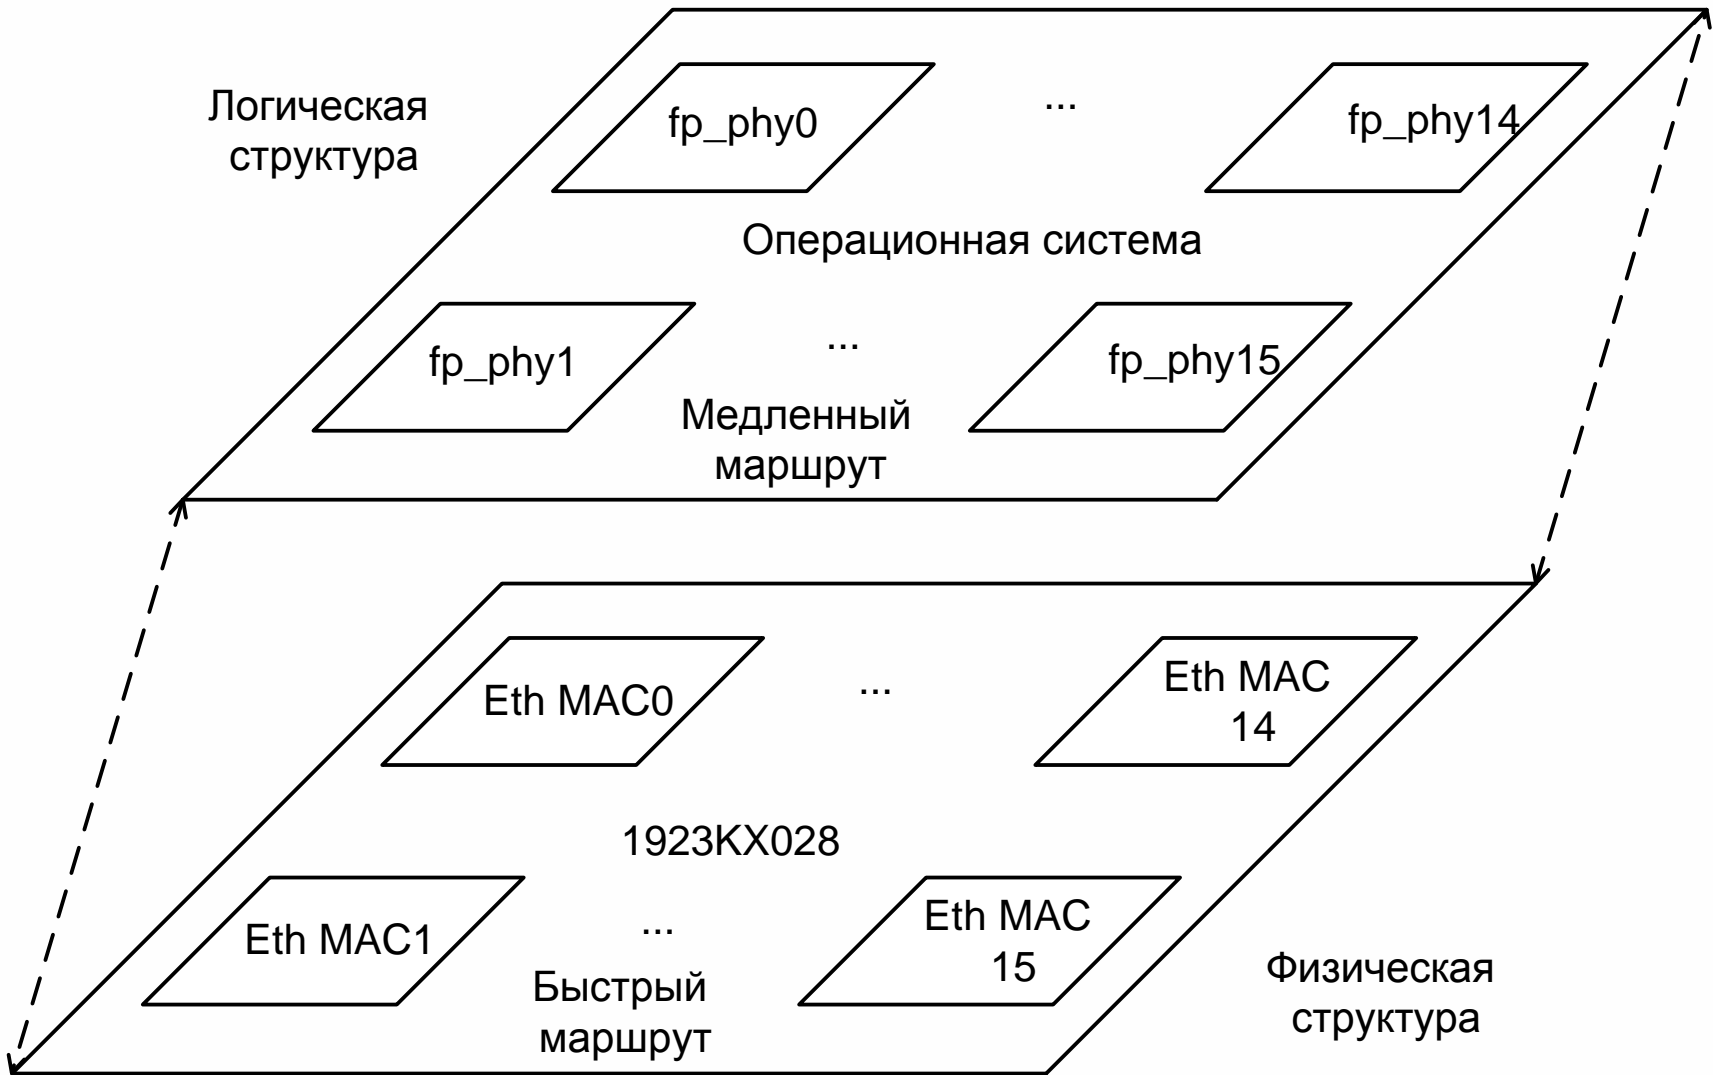 Логическая
структура
fp_phy0
...
fp_phy14
Операционная система
fp_phy1
...
fp_phy15
Медленный
маршрут
Eth MAC0
...
Eth MAC
14
1923KX028
Eth MAC1
...
Eth MAC
15
Быстрый
маршрут
Физическая
структура